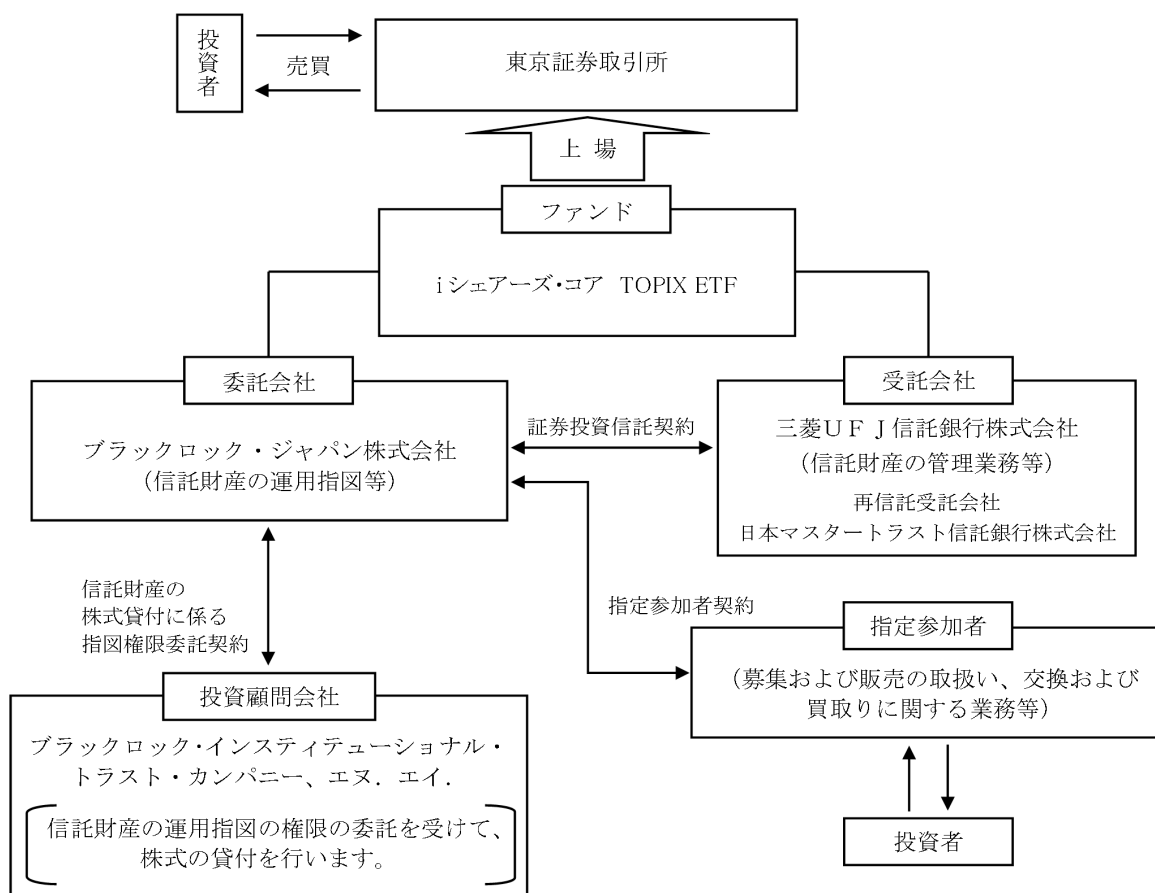 投資者
売買
東京証券取引所
上 場
ファンド
iシェアーズ・コア TOPIX ETF
委託会社
ブラックロック・ジャパン株式会社
（信託財産の運用指図等）
証券投資信託契約
受託会社
三菱ＵＦＪ信託銀行株式会社
（信託財産の管理業務等）
再信託受託会社
日本マスタートラスト信託銀行株式会社
信託財産の
株式貸付に係る
指図権限委託契約
指定参加者契約
指定参加者
（募集および販売の取扱い、交換および
買取りに関する業務等）
投資顧問会社
ブラックロック・インスティテューショナル・
トラスト・カンパニー、エヌ．エイ．
信託財産の運用指図の権限の委託を受けて、
株式の貸付を行います。
投資者